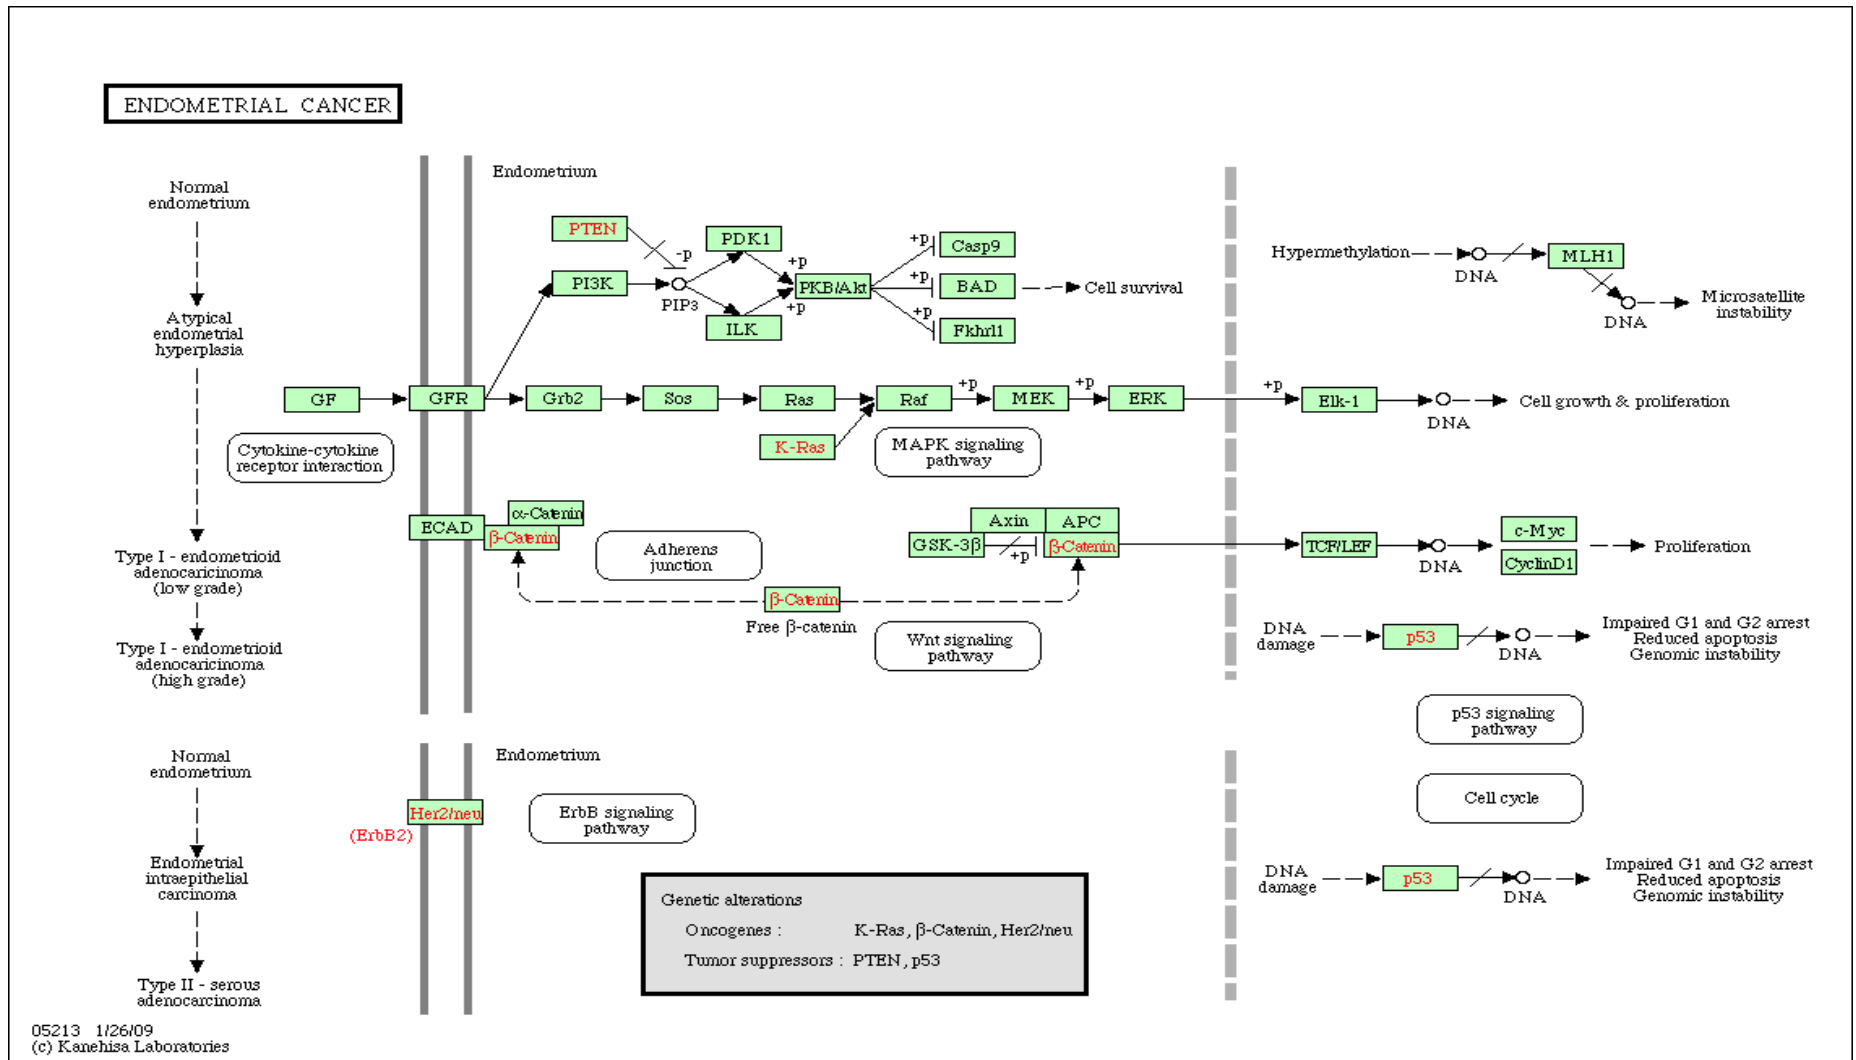 ENDOMETRIAL CANCER
Normal
endometrium
Atypical
endometrial
hyperplasia
Type I - endometrioid
adenocaricinoma
(low grade)
Type I - endometrioid
adenocaricinoma
(high grade)
Endometrium
PTEN
-p
PI3K
PIP3
PDK1
ILK
+p
+p
PKB/Akt
+p
+p
+p
Casp9
BAD
Fkhrl1
Cell survival
Hypermethylation
DNA
MLH1
DNA
Microsatellite
instability
GF
GFR
Grb2
Sos
Ras
Raf
+p
MEK
+p
ERK
+p
Elk-1
DNA
Cell growth & proliferation
K-Ras
Cytokine-cytokine
receptor interaction
MAPK signaling
pathway
ECAD
α-Catenin
β-Catenin
Adherens
junction
Axin
APC
GSK-3β
+p
β-Catenin
TCF/LEF
DNA
c-Myc
CyclinD1
Proliferation
β-Catenin
Free β-catenin
Wnt signaling
pathway
DNA
damage
p53
DNA
Impaired G1 and G2 arrest
Reduced apoptosis
Genomic instability
p53 signaling
pathway
Cell cycle
Normal
endometrium
Endometrial
intraepithelial
carcinoma
Type II - serous
adenocarcinoma
Endometrium
Her2/neu
(ErbB2)
ErbB signaling
pathway
DNA
damage
p53
DNA
Impaired G1 and G2 arrest
Reduced apoptosis
Genomic instability
Genetic alterations
Oncogenes : K-Ras, β-Catenin, Her2/neu
Tumor suppressors : PTEN, p53
05213 1/26/09
(c) Kanehisa Laboratories